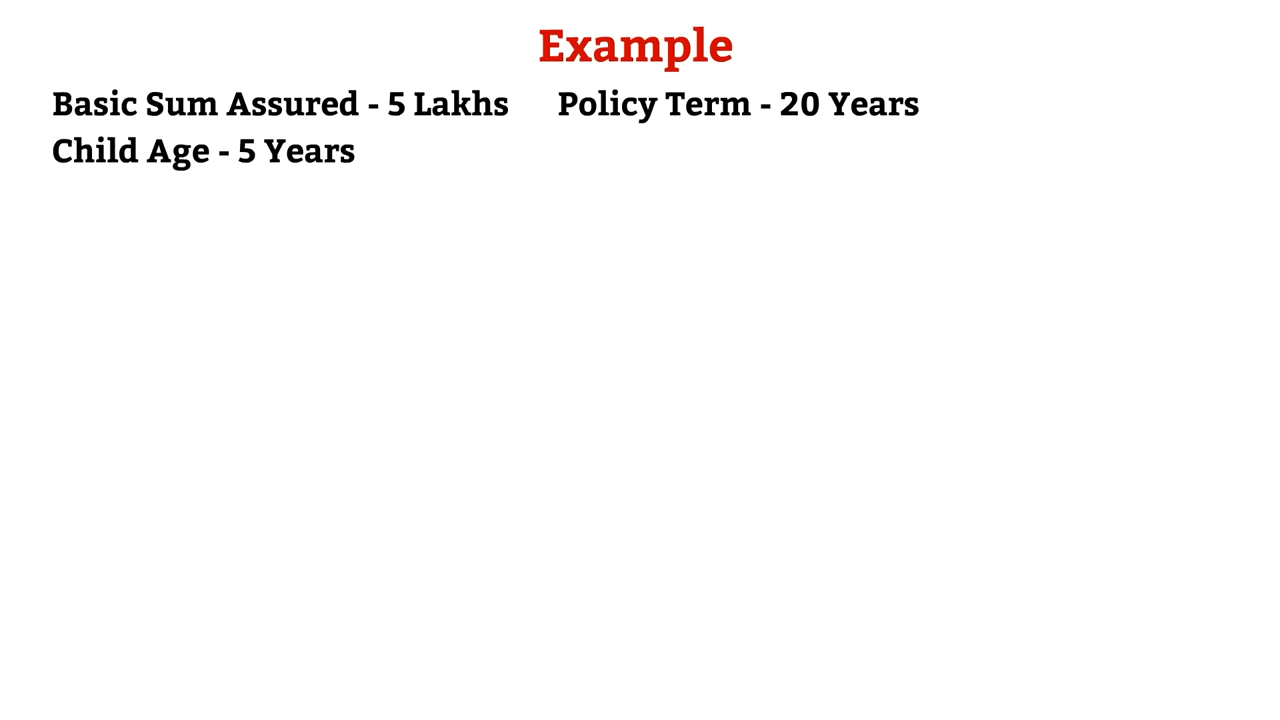 Example
Basic Sum Assured - 5 Lakhs Policy Term - 20 Years
Child Age - 5 Years